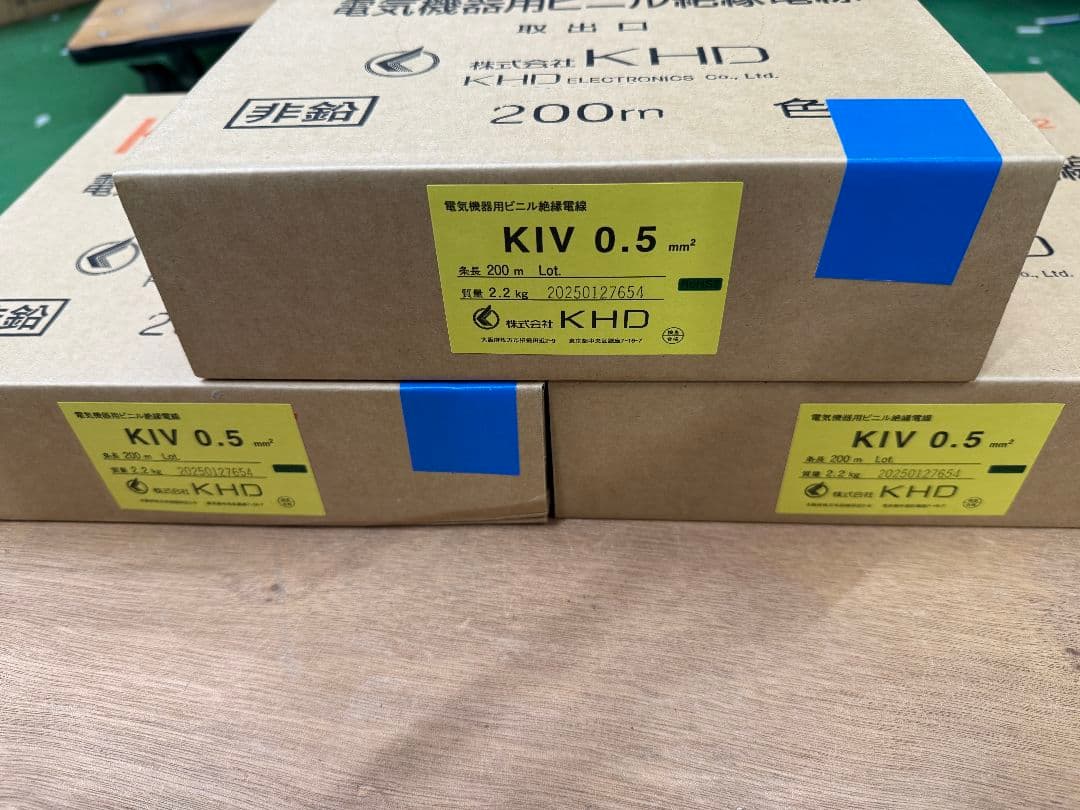 電気機器用ビニル絶縁電線
取出口
株式会社 KHD
KHD ELECTRONICS Co., Ltd.
非鉛 200m 色
電気機器用ビニル絶縁電線
KIV 0.5 mm²
条長 200 m Lot.
質量 2.2 kg 20250127654
株式会社 KHD
電
鉛 2
o., Ltd.
電気機器用ビニル絶縁電線
KIV 0.5 mm²
条長 200 m Lot.
質量 2.2 kg 20250127654
株式会社 KHD
電気機器用ビニル絶縁電線
KIV 0.5 mm²
条長 200 m Lot.
質量 2.2 kg 20250127654
株式会社 KHD